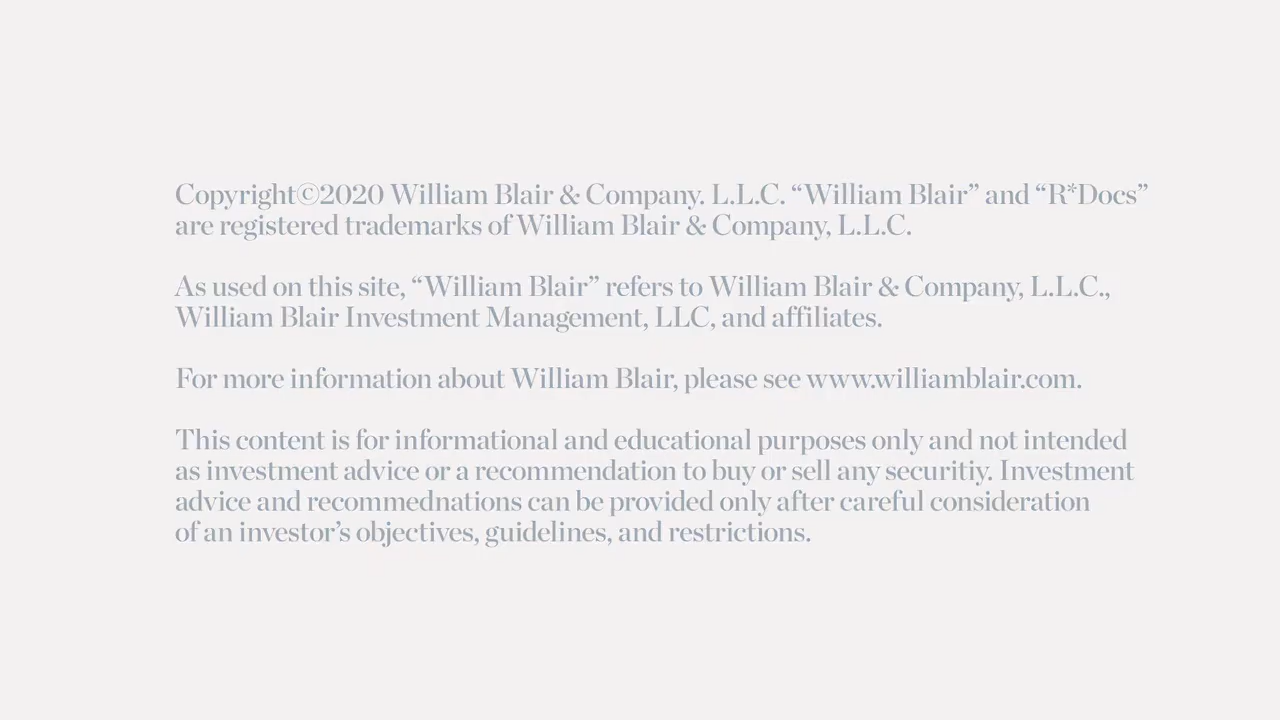 Copyright©2020 William Blair & Company. L.L.C. “William Blair” and “R*Docs”
are registered trademarks of William Blair & Company, L.L.C.
As used on this site, “William Blair” refers to William Blair & Company, L.L.C.,
William Blair Investment Management, LLC, and affiliates.
For more information about William Blair, please see www.williamblair.com.
This content is for informational and educational purposes only and not intended
as investment advice or a recommendation to buy or sell any securitiy. Investment
advice and recommednations can be provided only after careful consideration
of an investor’s objectives, guidelines, and restrictions.